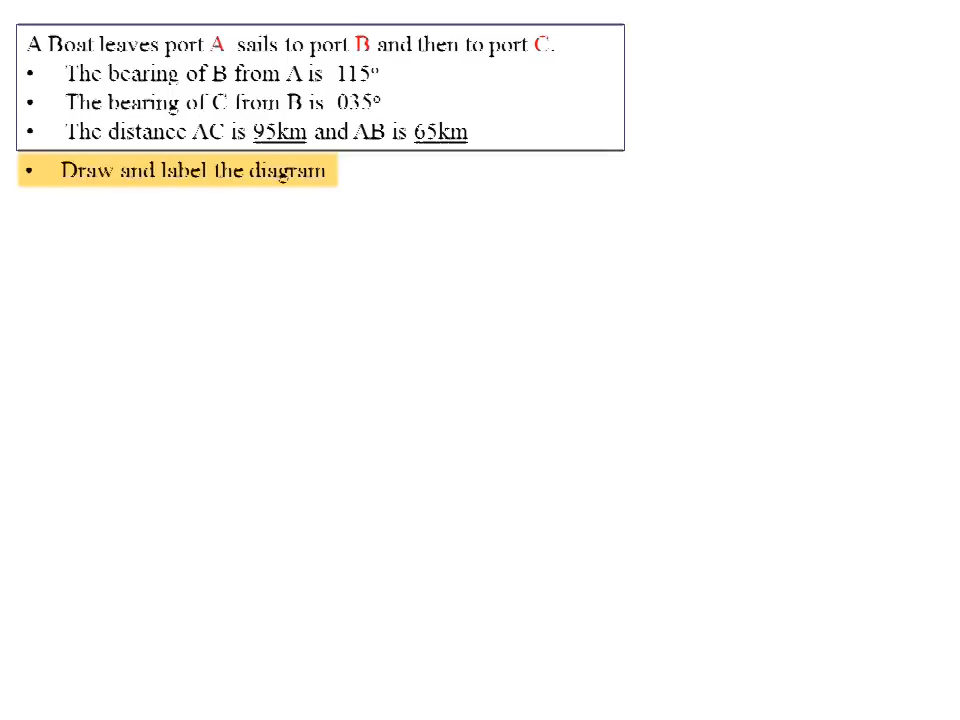 A Boat leaves port A sails to port B and then to port C.
• The bearing of B from A is 115°
• The bearing of C from B is 035°
• The distance AC is 95km and AB is 65km
• Draw and label the diagram